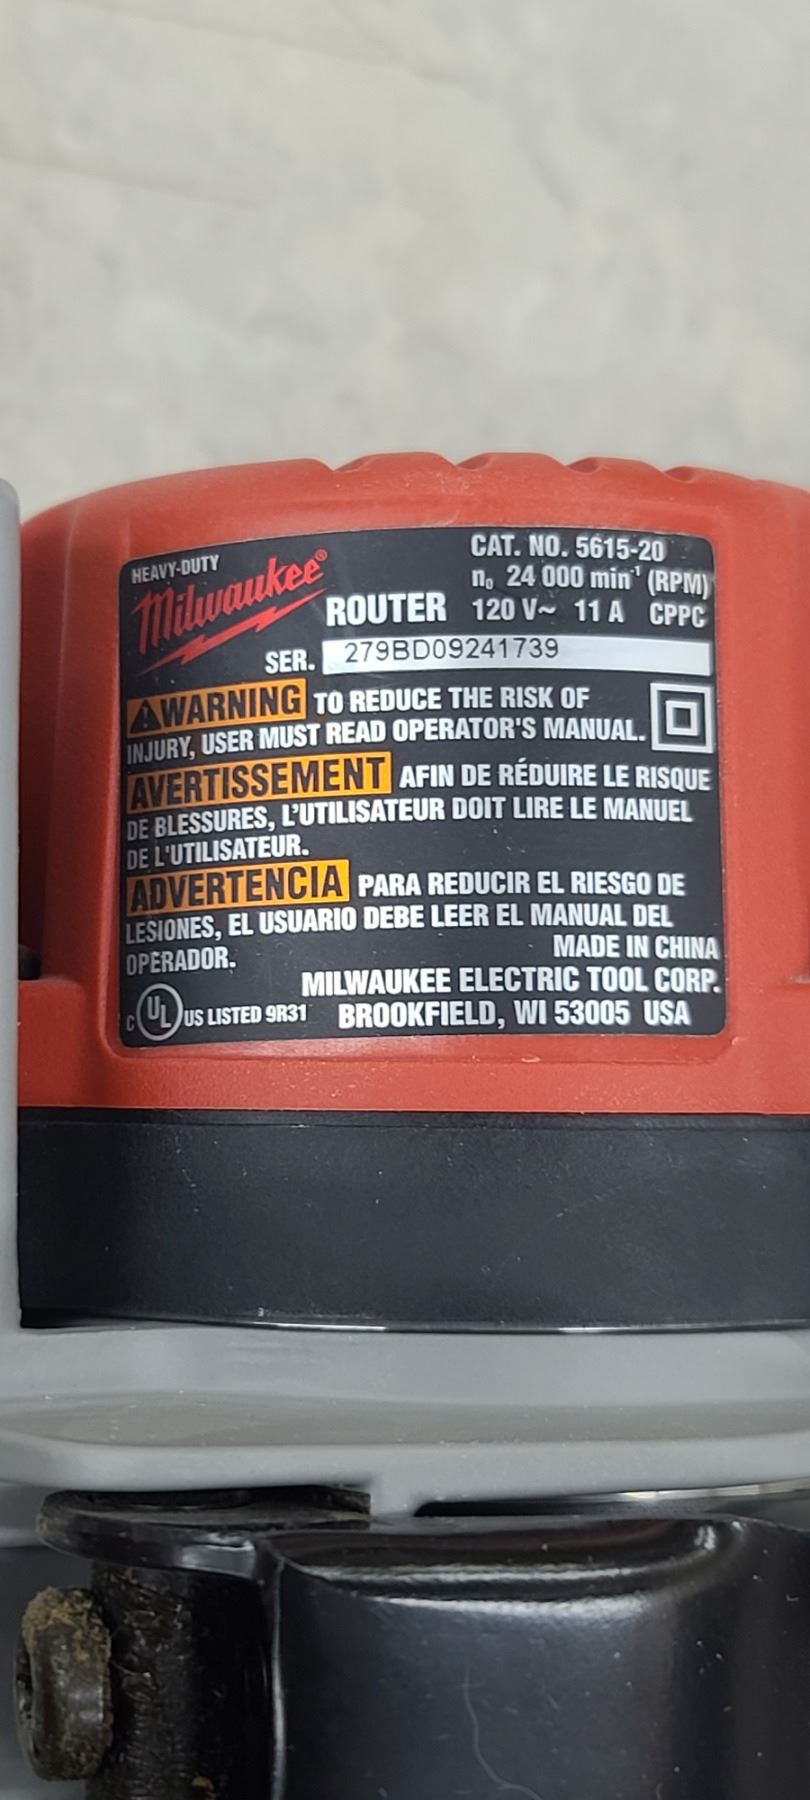 HEAVY-DUTY
Milwaukee®
CAT. NO. 5615-20
n₀ 24 000 min⁻¹ (RPM)
ROUTER 120 V~ 11 A CPPC
SER. 279BD09241739
⚠WARNING TO REDUCE THE RISK OF
INJURY, USER MUST READ OPERATOR'S MANUAL.
AVERTISSEMENT AFIN DE RÉDUIRE LE RISQUE
DE BLESSURES, L'UTILISATEUR DOIT LIRE LE MANUEL
DE L'UTILISATEUR.
ADVERTENCIA PARA REDUCIR EL RIESGO DE
LESIONES, EL USUARIO DEBE LEER EL MANUAL DEL
OPERADOR. MADE IN CHINA
MILWAUKEE ELECTRIC TOOL CORP.
C UL US LISTED 9R31 BROOKFIELD, WI 53005 USA